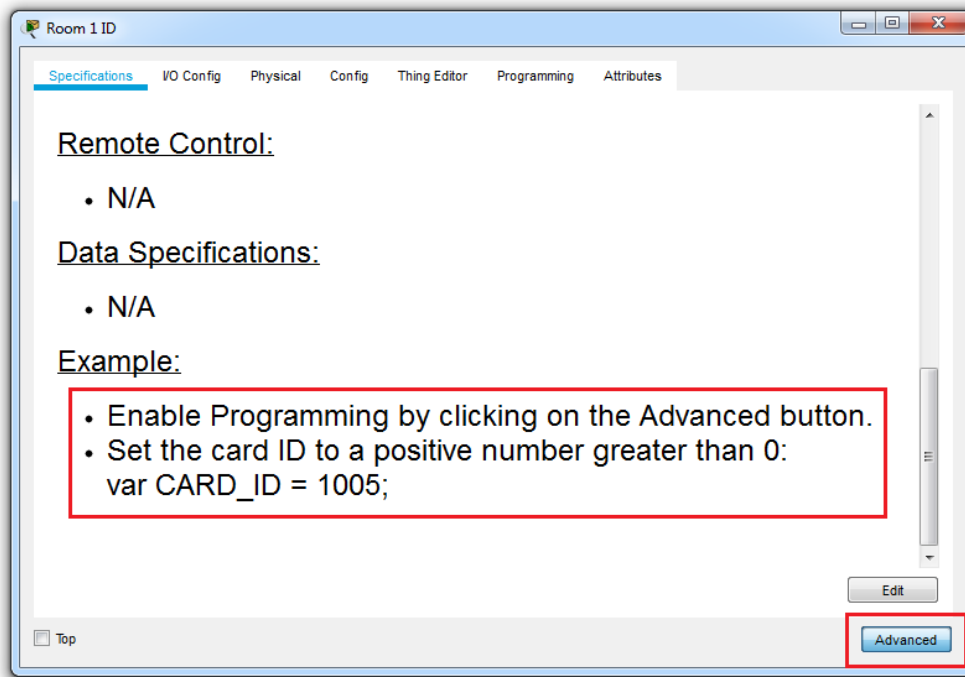 Room 1 ID
Specifications I/O Config Physical Config Thing Editor Programming Attributes
Remote Control:
• N/A
Data Specifications:
• N/A
Example:
• Enable Programming by clicking on the Advanced button.
• Set the card ID to a positive number greater than 0:
var CARD_ID = 1005;
Edit
Top
Advanced